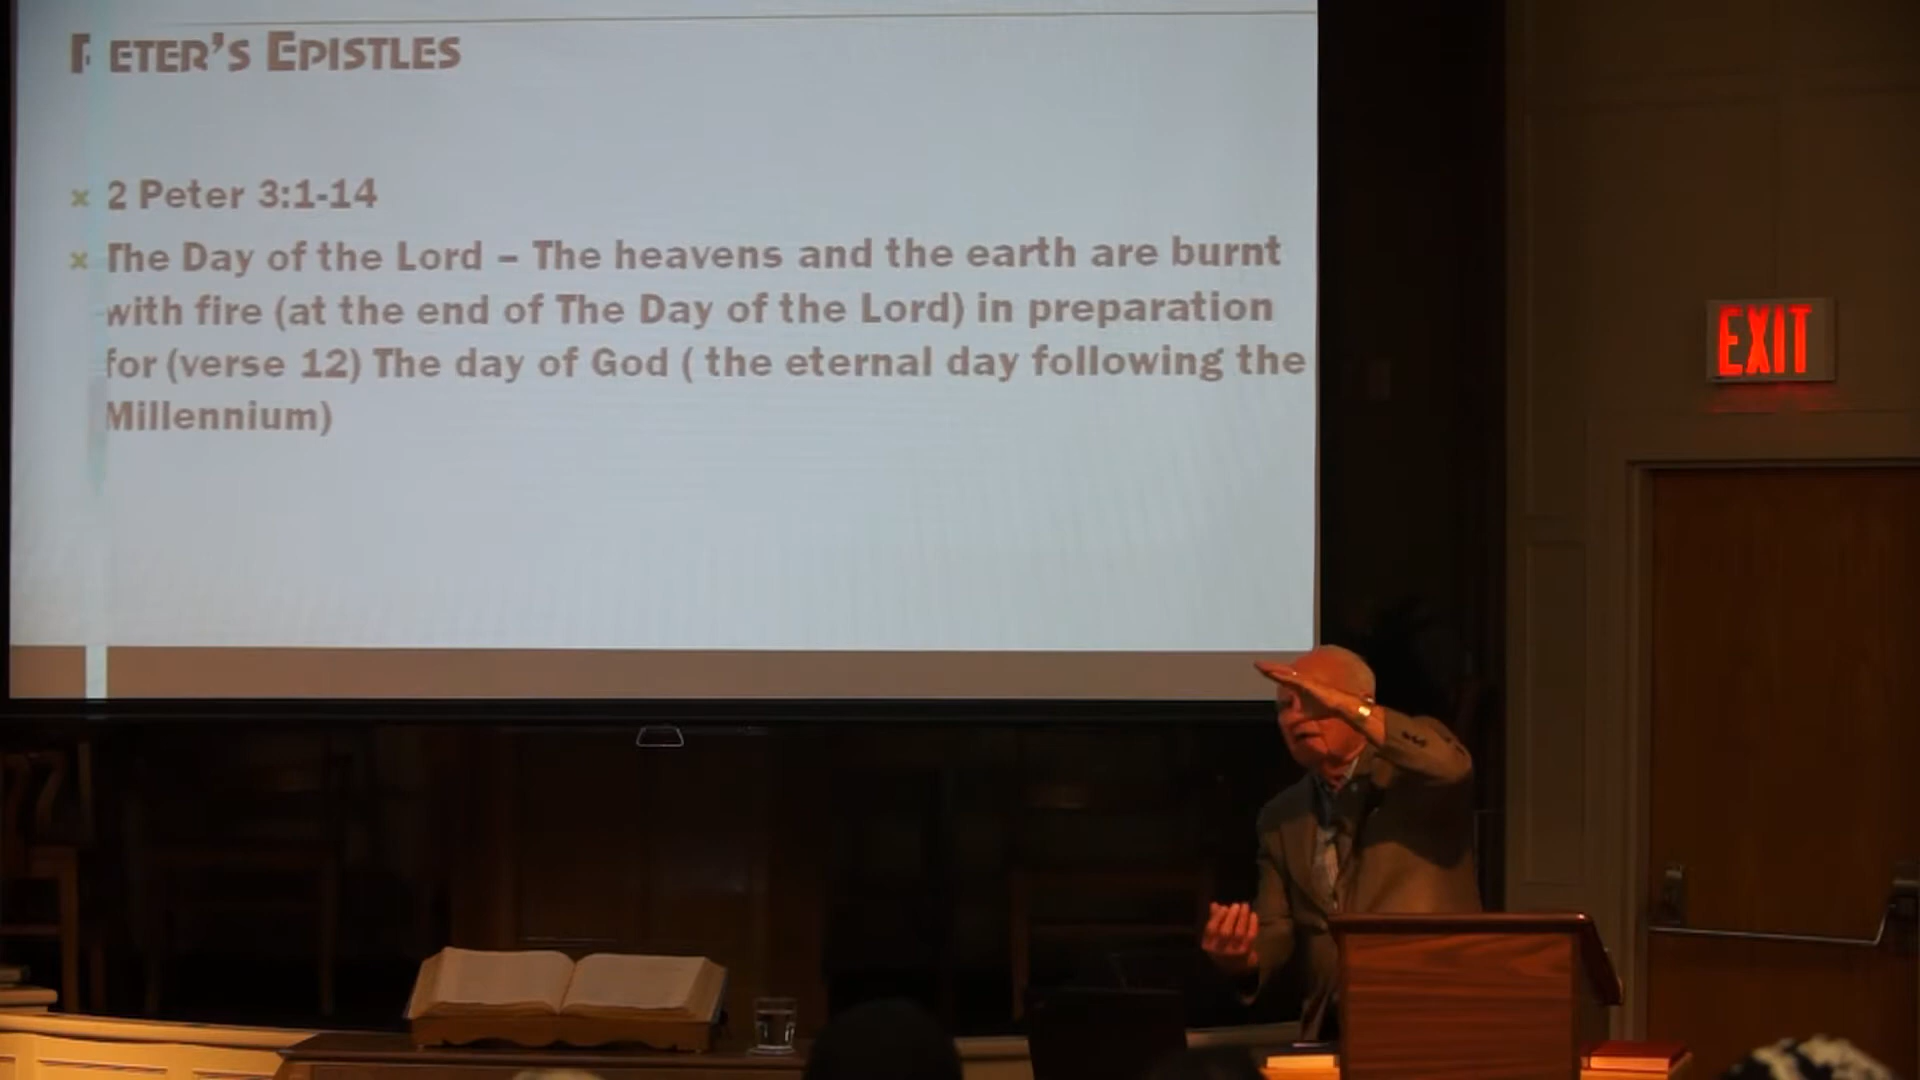 PETER'S EPISTLES
2 Peter 3:1-14
The Day of the Lord – The heavens and the earth are burnt
with fire (at the end of The Day of the Lord) in preparation
for (verse 12) The day of God ( the eternal day following the
Millennium)
EXIT